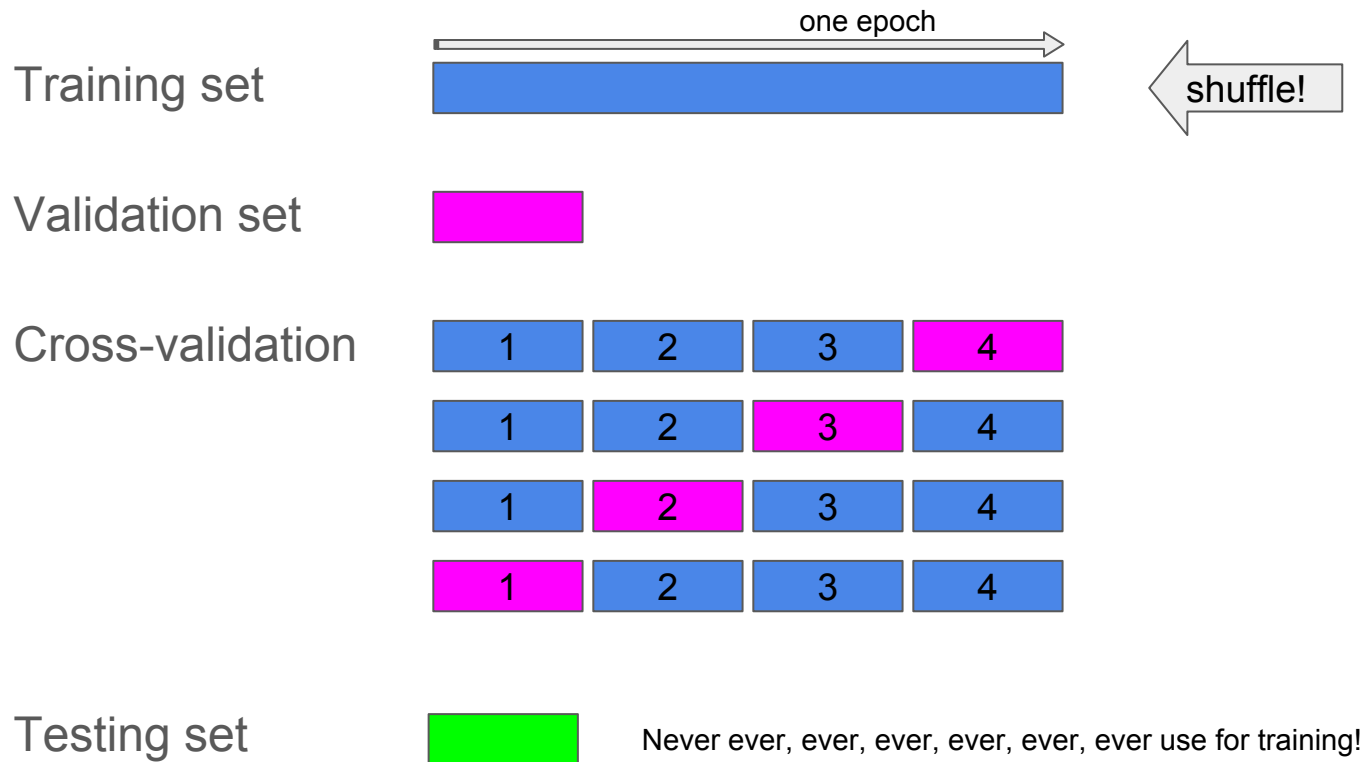 one epoch
Training set
shuffle!
Validation set
Cross-validation
1 2 3 4
1 2 3 4
1 2 3 4
1 2 3 4
Testing set
Never ever, ever, ever, ever, ever, ever use for training!